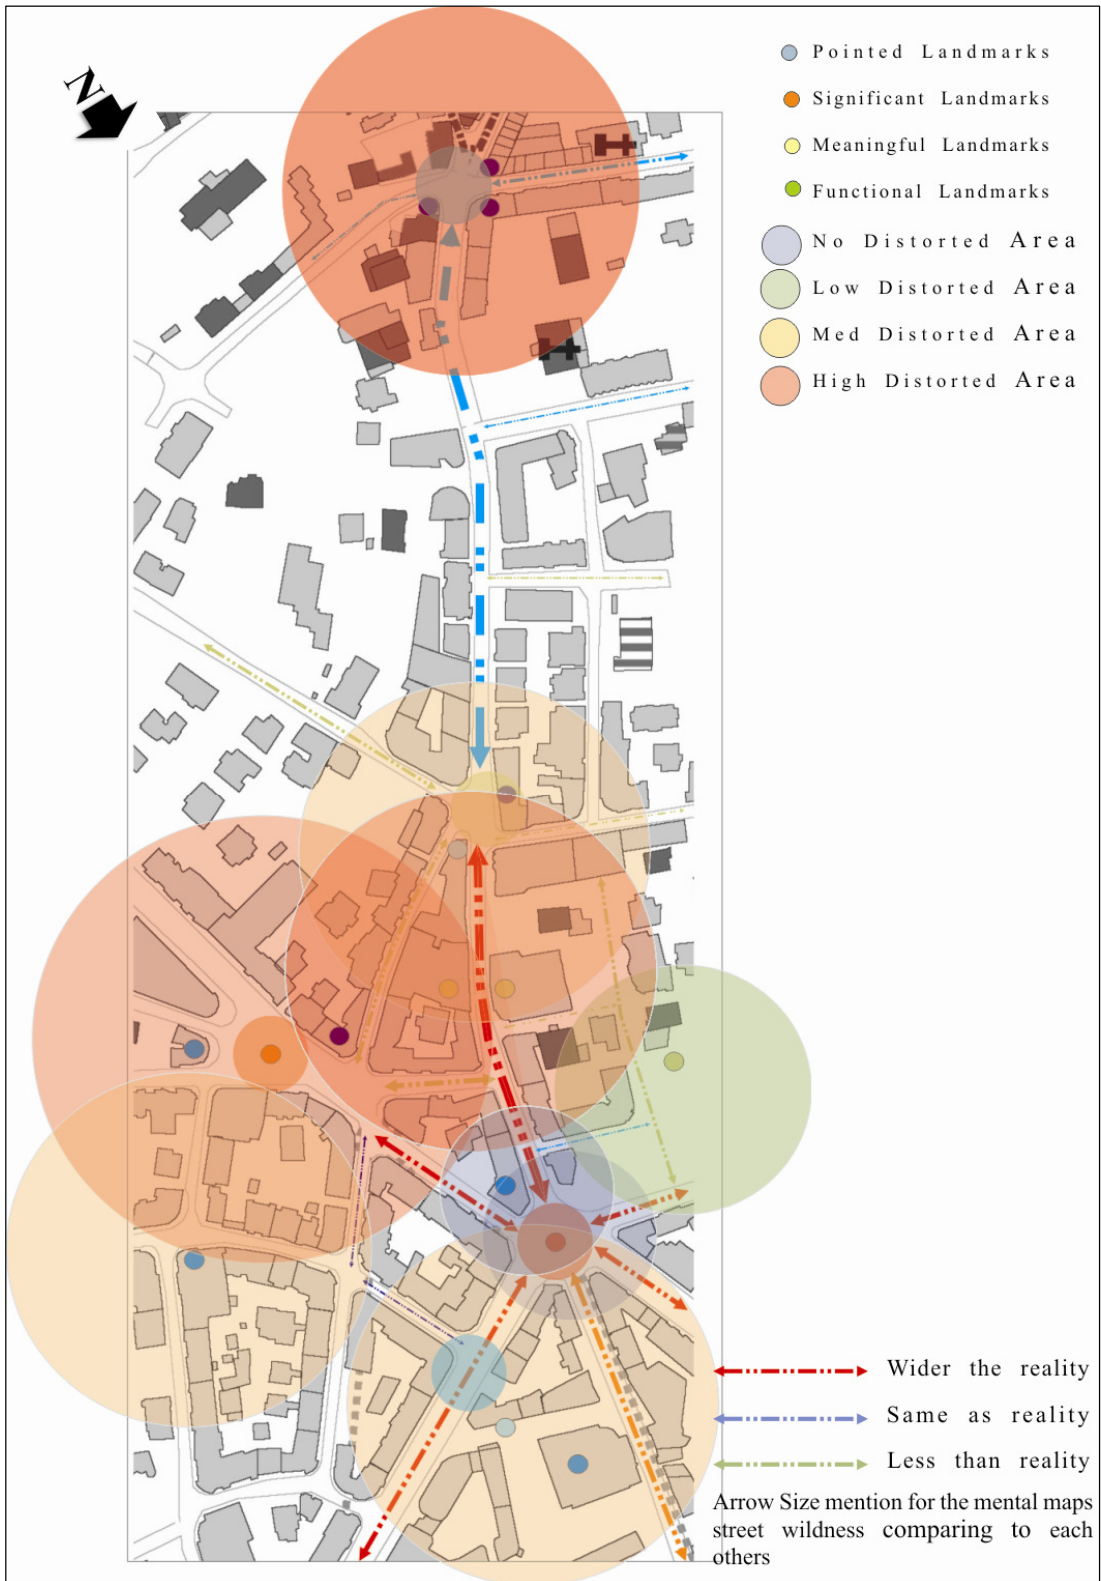 N
Pointed Landmarks
Significant Landmarks
Meaningful Landmarks
Functional Landmarks
No Distorted Area
Low Distorted Area
Med Distorted Area
High Distorted Area
Wider the reality
Same as reality
Less than reality
Arrow Size mention for the mental maps
street wildness comparing to each
others